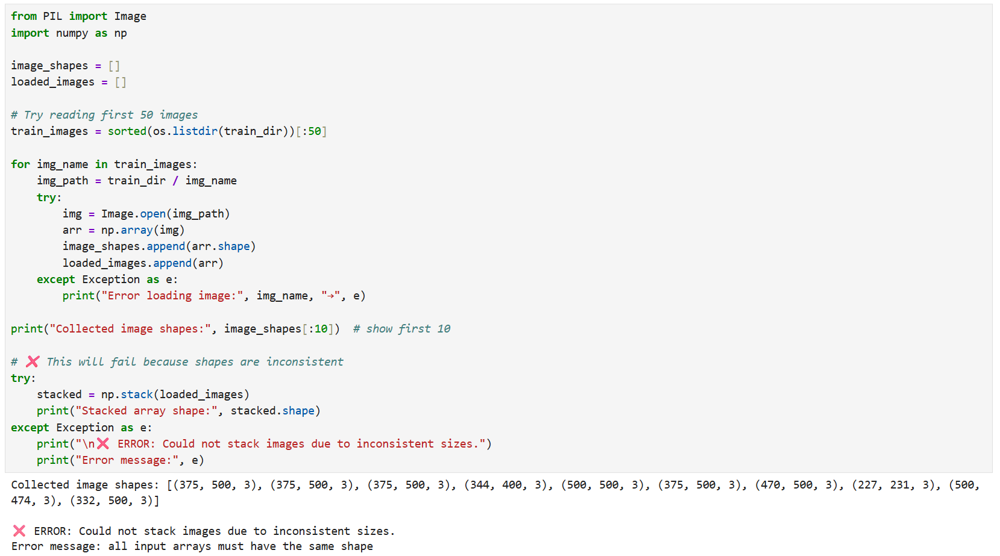 from PIL import Image
import numpy as np

image_shapes = []
loaded_images = []

# Try reading first 50 images
train_images = sorted(os.listdir(train_dir))[:50]

for img_name in train_images:
    img_path = train_dir / img_name
    try:
        img = Image.open(img_path)
        arr = np.array(img)
        image_shapes.append(arr.shape)
        loaded_images.append(arr)
    except Exception as e:
        print("Error loading image:", img_name, "→", e)

print("Collected image shapes:", image_shapes[:10])  # show first 10

# ❌ This will fail because shapes are inconsistent
try:
    stacked = np.stack(loaded_images)
    print("Stacked array shape:", stacked.shape)
except Exception as e:
    print("\n❌ ERROR: Could not stack images due to inconsistent sizes.")
    print("Error message:", e)
Collected image shapes: [(375, 500, 3), (375, 500, 3), (375, 500, 3), (344, 400, 3), (500, 500, 3), (375, 500, 3), (470, 500, 3), (227, 231, 3), (500,
474, 3), (332, 500, 3)]

❌ ERROR: Could not stack images due to inconsistent sizes.
Error message: all input arrays must have the same shape